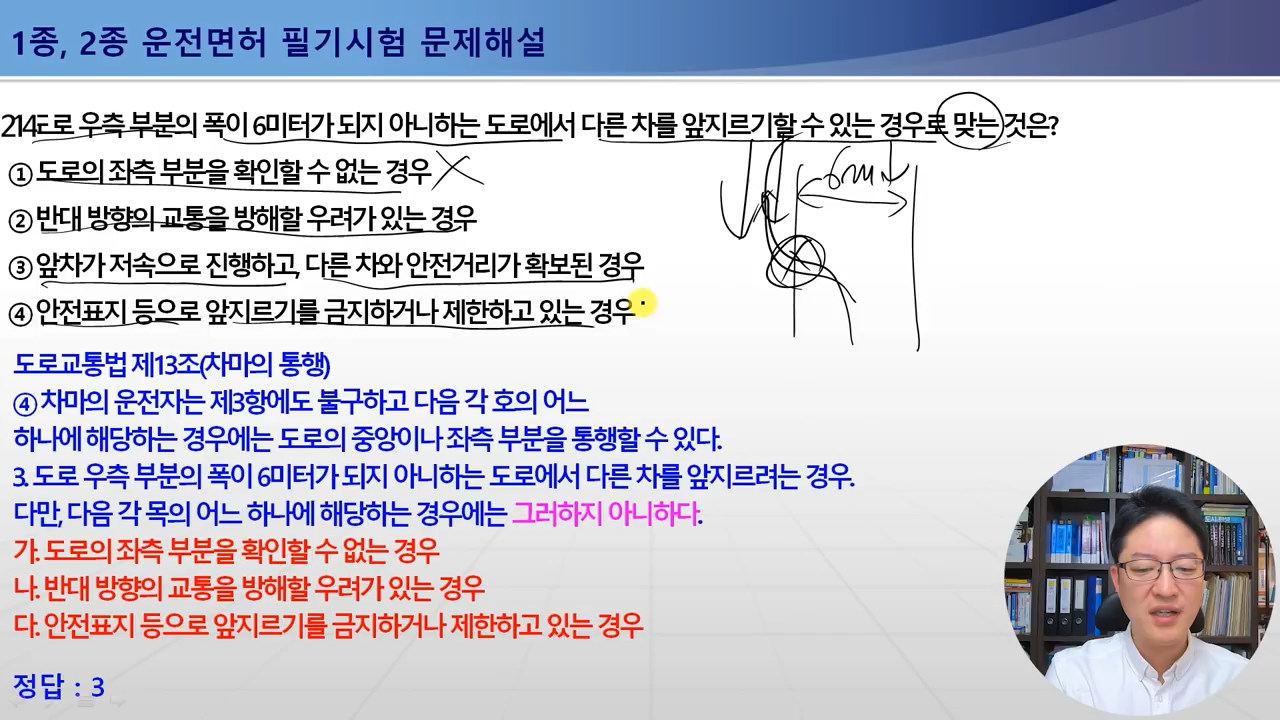 1종, 2종 운전면허 필기시험 문제해설
214도로 우측 부분의 폭이 6미터가 되지 아니하는 도로에서 다른 차를 앞지르기할 수 있는 경우로 맞는 것은?
① 도로의 좌측 부분을 확인할 수 없는 경우
② 반대 방향의 교통을 방해할 우려가 있는 경우
③ 앞차가 저속으로 진행하고, 다른 차와 안전거리가 확보된 경우
④ 안전표지 등으로 앞지르기를 금지하거나 제한하고 있는 경우
도로교통법 제13조(차마의 통행)
④ 차마의 운전자는 제3항에도 불구하고 다음 각 호의 어느
하나에 해당하는 경우에는 도로의 중앙이나 좌측 부분을 통행할 수 있다.
3. 도로 우측 부분의 폭이 6미터가 되지 아니하는 도로에서 다른 차를 앞지르려는 경우.
다만, 다음 각 목의 어느 하나에 해당하는 경우에는 그러하지 아니하다.
가. 도로의 좌측 부분을 확인할 수 없는 경우
나. 반대 방향의 교통을 방해할 우려가 있는 경우
다. 안전표지 등으로 앞지르기를 금지하거나 제한하고 있는 경우
정답 : 3